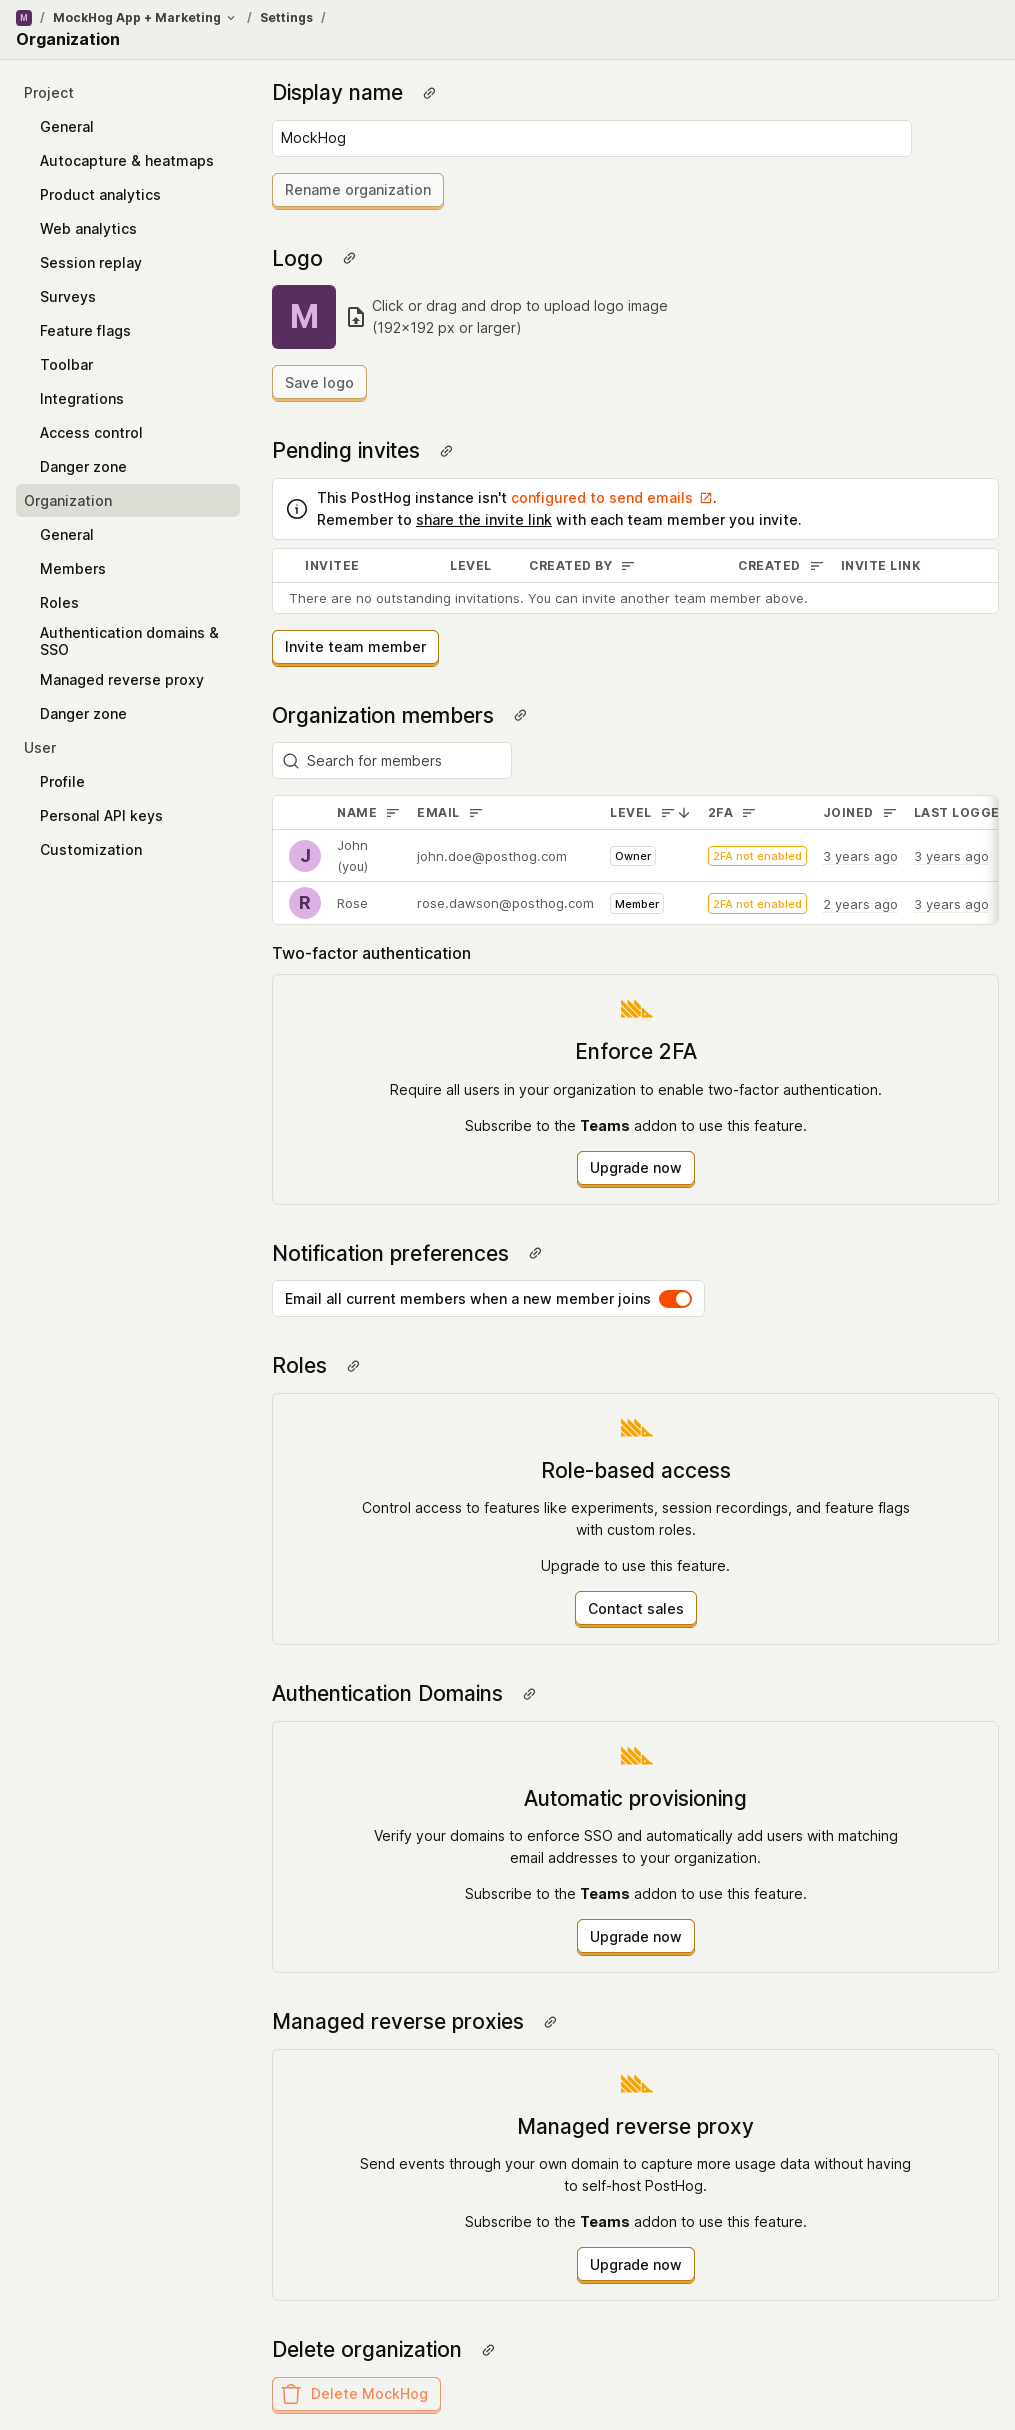 M / MockHog App + Marketing / Settings /
Organization
Project
General
Autocapture & heatmaps
Product analytics
Web analytics
Session replay
Surveys
Feature flags
Toolbar
Integrations
Access control
Danger zone
Organization
General
Members
Roles
Authentication domains &
SSO
Managed reverse proxy
Danger zone
User
Profile
Personal API keys
Customization
Display name
MockHog
Rename organization
Logo
M
Click or drag and drop to upload logo image
(192×192 px or larger)
Save logo
Pending invites
This PostHog instance isn't configured to send emails.
Remember to share the invite link with each team member you invite.
INVITEE LEVEL CREATED BY CREATED INVITE LINK
There are no outstanding invitations. You can invite another team member above.
Invite team member
Organization members
Search for members
NAME EMAIL LEVEL 2FA JOINED LAST LOGGE
J John (you) john.doe@posthog.com Owner 2FA not enabled 3 years ago 3 years ago
R Rose rose.dawson@posthog.com Member 2FA not enabled 2 years ago 3 years ago
Two-factor authentication
Enforce 2FA
Require all users in your organization to enable two-factor authentication.
Subscribe to the Teams addon to use this feature.
Upgrade now
Notification preferences
Email all current members when a new member joins
Roles
Role-based access
Control access to features like experiments, session recordings, and feature flags
with custom roles.
Upgrade to use this feature.
Contact sales
Authentication Domains
Automatic provisioning
Verify your domains to enforce SSO and automatically add users with matching
email addresses to your organization.
Subscribe to the Teams addon to use this feature.
Upgrade now
Managed reverse proxies
Managed reverse proxy
Send events through your own domain to capture more usage data without having
to self-host PostHog.
Subscribe to the Teams addon to use this feature.
Upgrade now
Delete organization
Delete MockHog